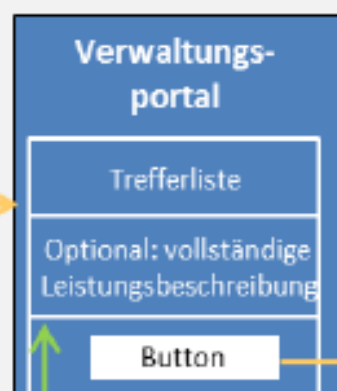 Verwaltungs-
portal
Trefferliste
Optional: vollständige
Leistungsbeschreibung
Button